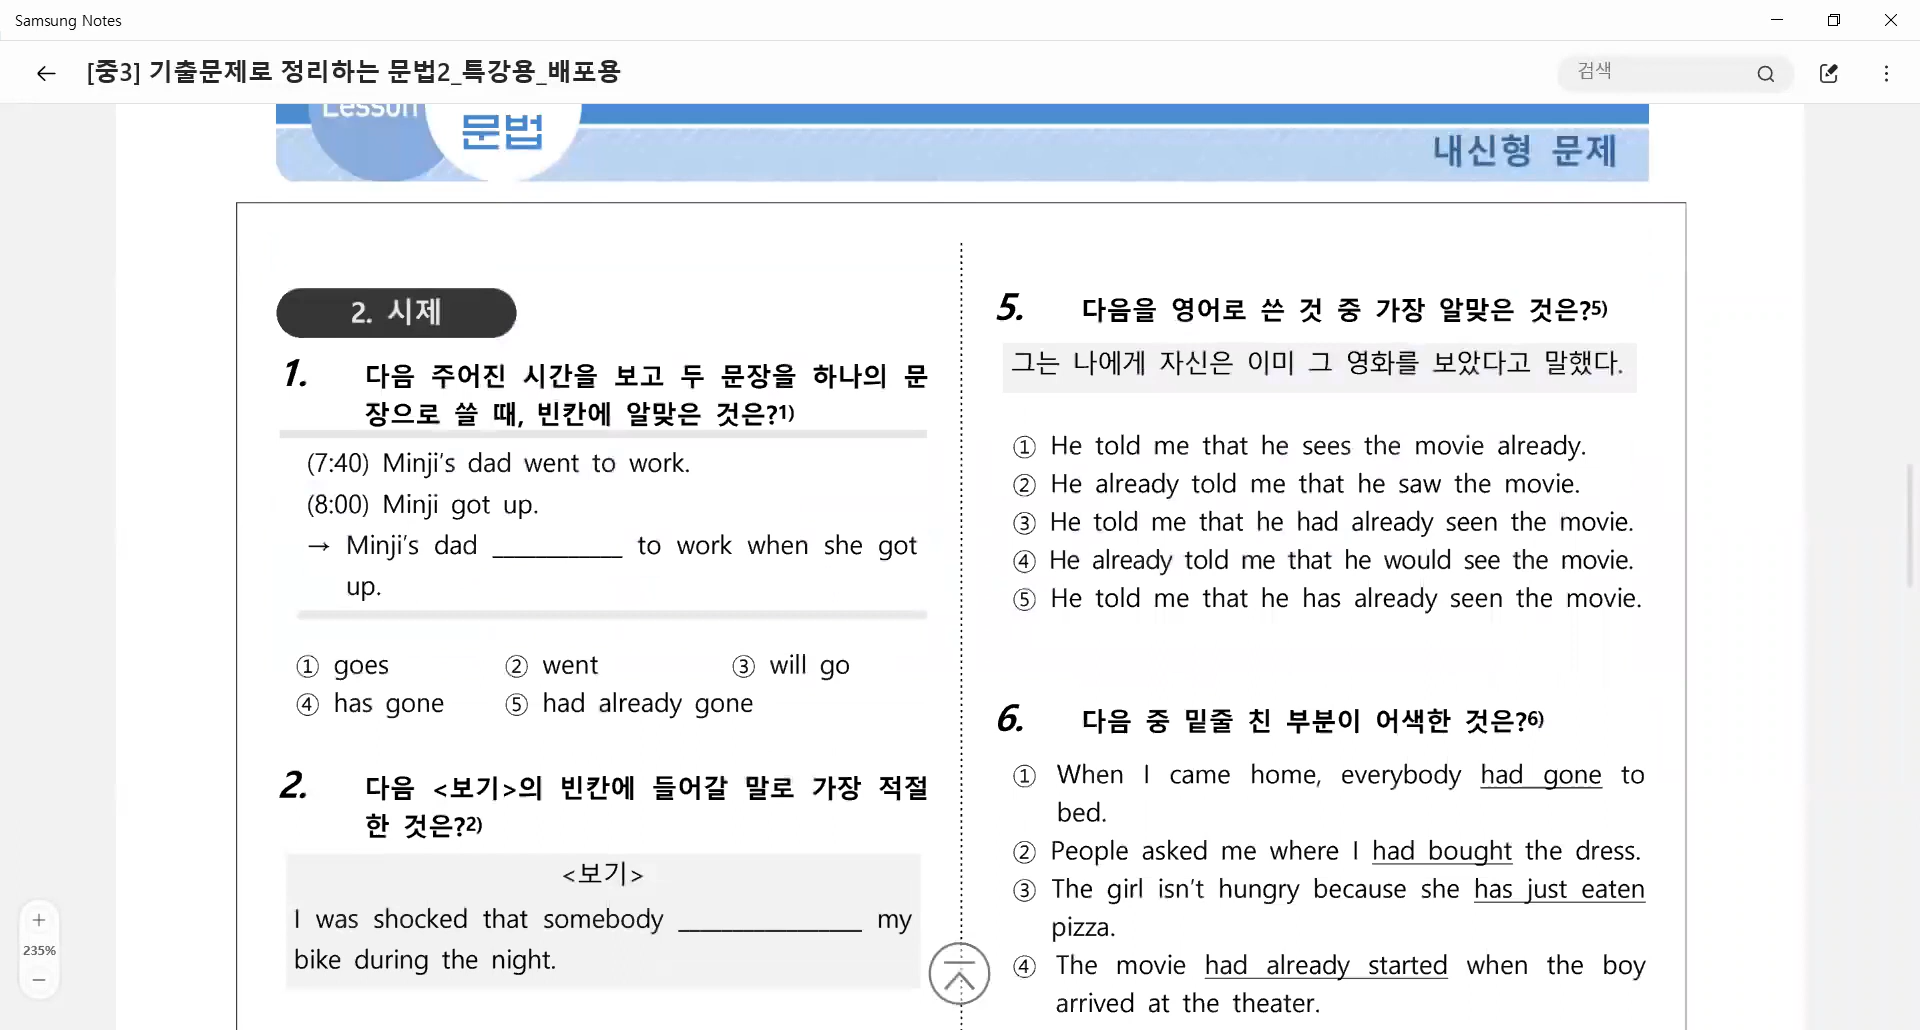 Samsung Notes
[중3] 기출문제로 정리하는 문법2_특강용_배포용
검색
Lesson
문법
내신형 문제
2. 시제
1. 다음 주어진 시간을 보고 두 문장을 하나의 문
장으로 쓸 때, 빈칸에 알맞은 것은?1)
(7:40) Minji's dad went to work.
(8:00) Minji got up.
→ Minji's dad __________ to work when she got
up.
① goes ② went ③ will go
④ has gone ⑤ had already gone
2. 다음 <보기>의 빈칸에 들어갈 말로 가장 적절
한 것은?2)
<보기>
I was shocked that somebody ______________ my
bike during the night.
5. 다음을 영어로 쓴 것 중 가장 알맞은 것은?5)
그는 나에게 자신은 이미 그 영화를 보았다고 말했다.
① He told me that he sees the movie already.
② He already told me that he saw the movie.
③ He told me that he had already seen the movie.
④ He already told me that he would see the movie.
⑤ He told me that he has already seen the movie.
6. 다음 중 밑줄 친 부분이 어색한 것은?6)
① When I came home, everybody had gone to
bed.
② People asked me where I had bought the dress.
③ The girl isn't hungry because she has just eaten
pizza.
④ The movie had already started when the boy
arrived at the theater.
235%